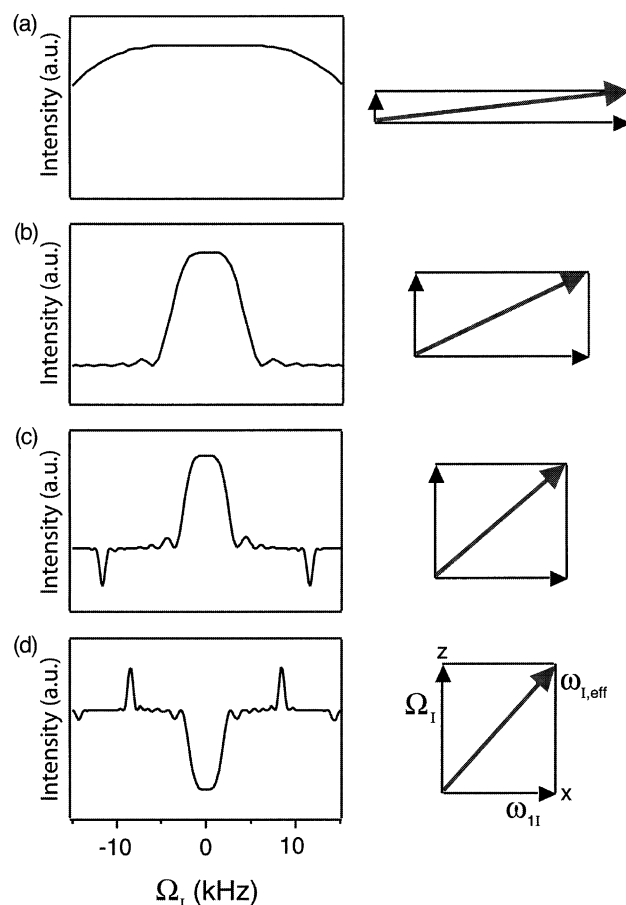 (a)
Intensity (a.u.)
(b)
Intensity (a.u.)
(c)
Intensity (a.u.)
(d)
Intensity (a.u.)
-10 0 10
Ω_I (kHz)
z
Ω_I
ω_I,eff
x
ω_1I